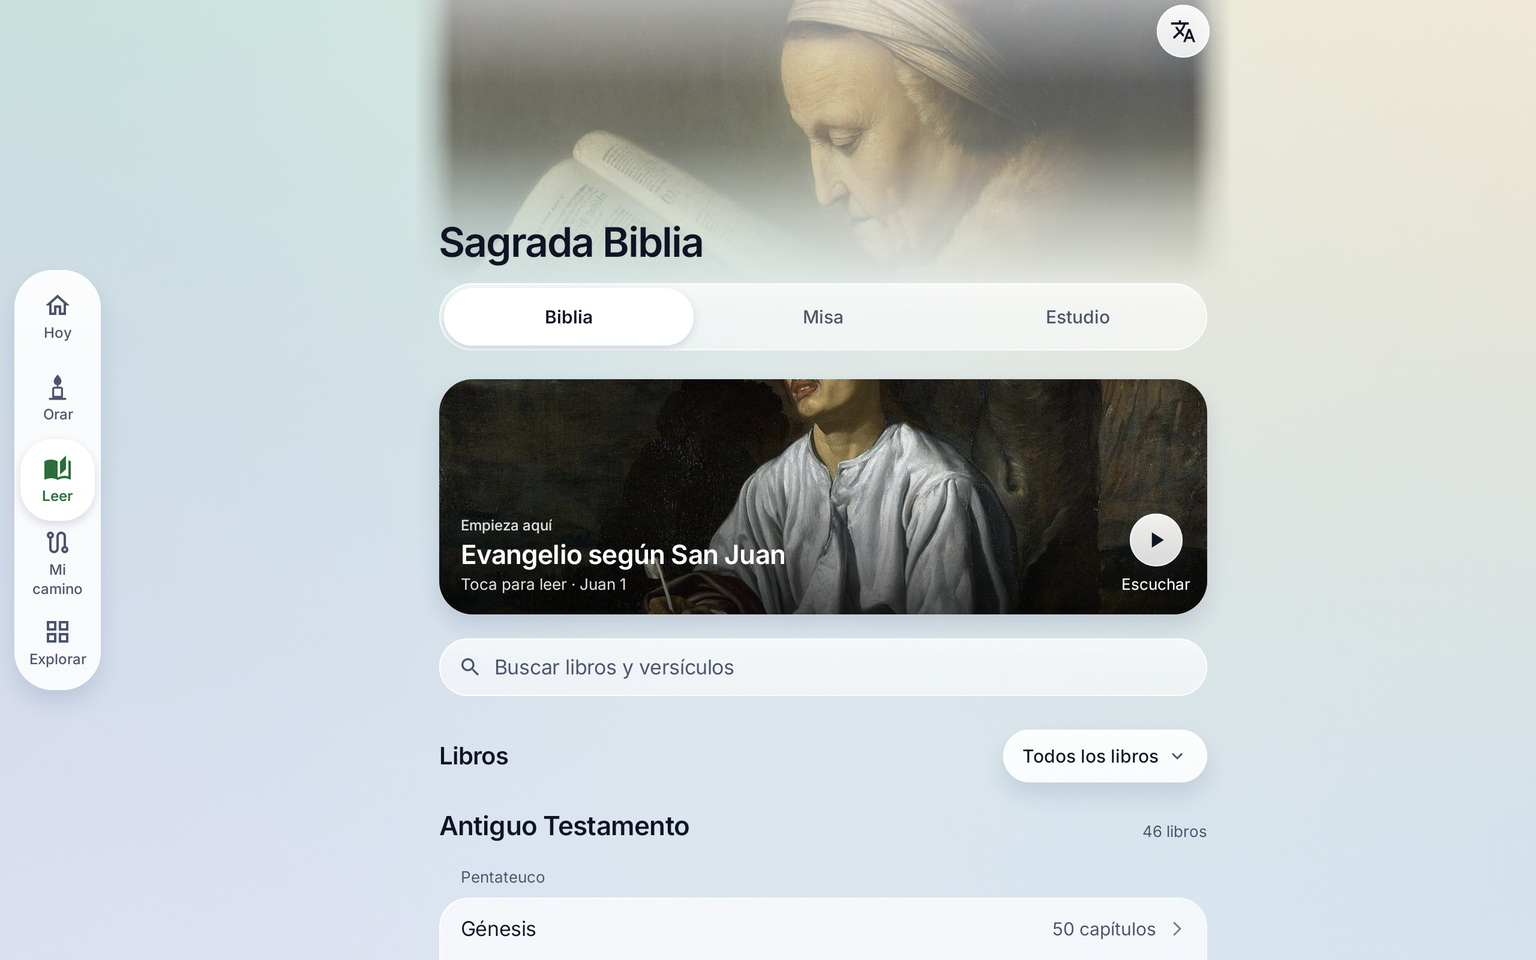 Sagrada Biblia
Biblia
Misa
Estudio
Hoy
Orar
Leer
Mi
camino
Explorar
Empieza aquí
Evangelio según San Juan
Toca para leer · Juan 1
Escuchar
Buscar libros y versículos
Libros
Todos los libros
Antiguo Testamento
46 libros
Pentateuco
Génesis
50 capítulos